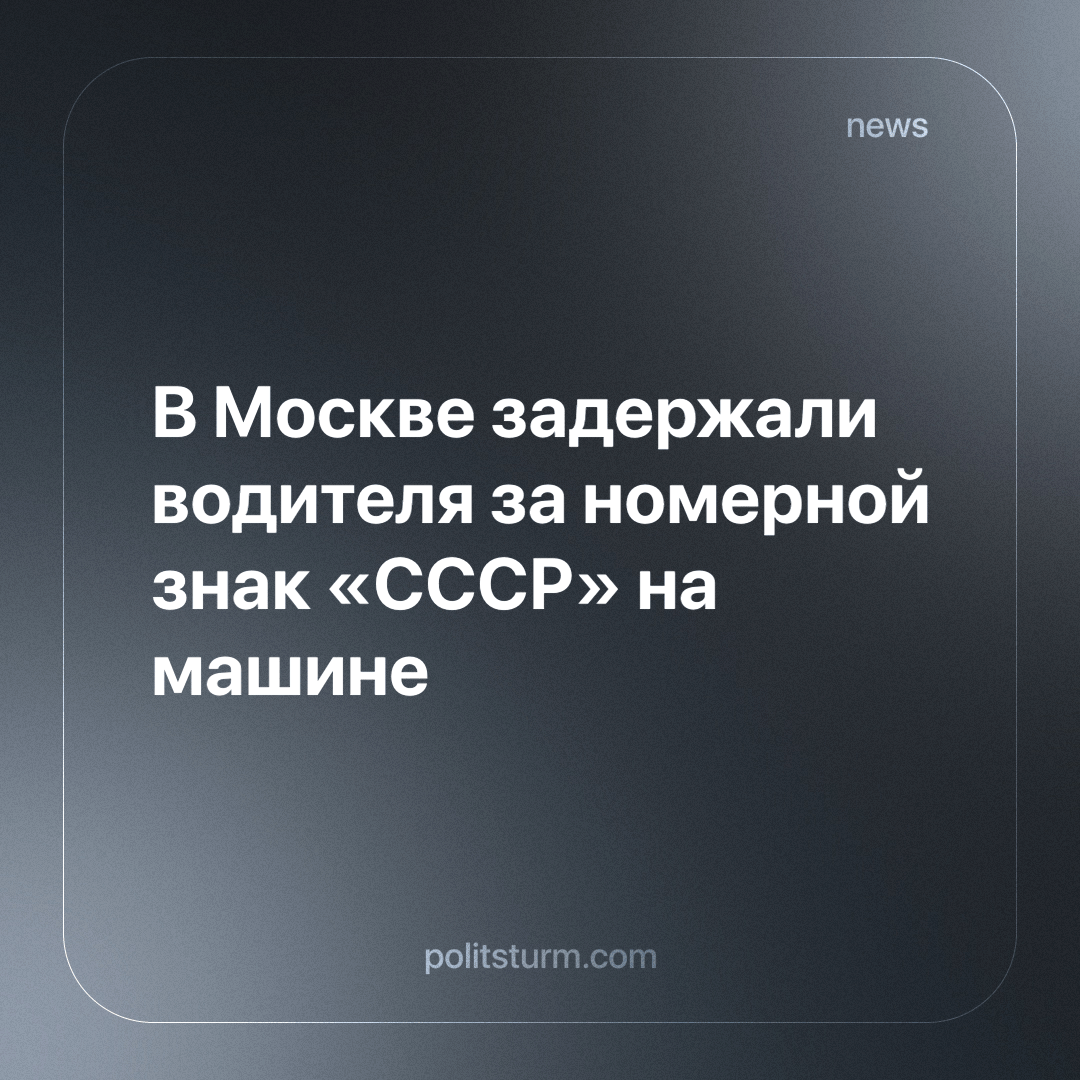 news
В Москве задержали
водителя за номерной
знак «СССР» на
машине
politsturm.com